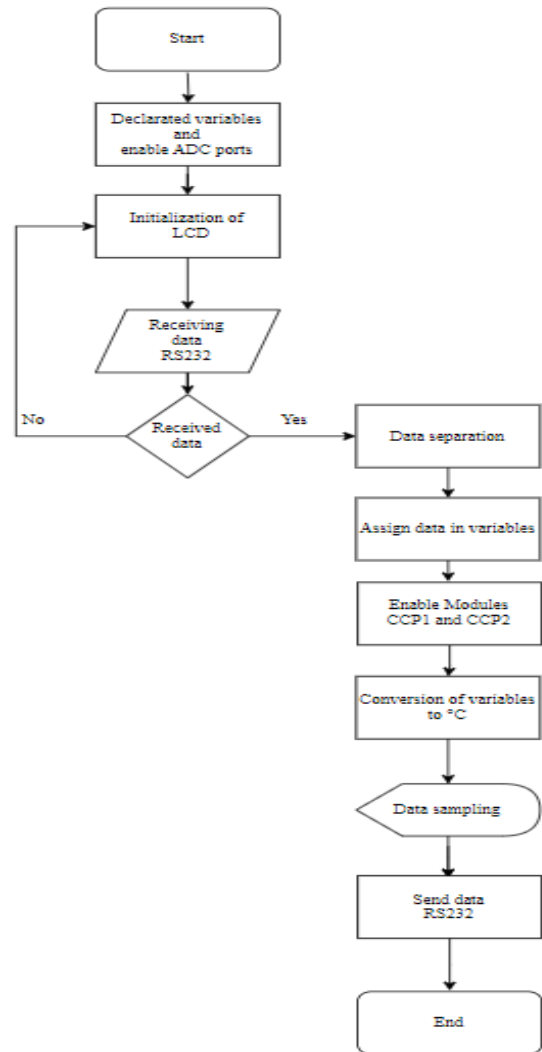 Start
Declarated variables
and
enable ADC ports
Initialization of
LCD
Receiving
data
RS232
No
Received
data
Yes
Data separation
Assign data in variables
Enable Modules
CCP1 and CCP2
Conversion of variables
to °C
Data sampling
Send data
RS232
End